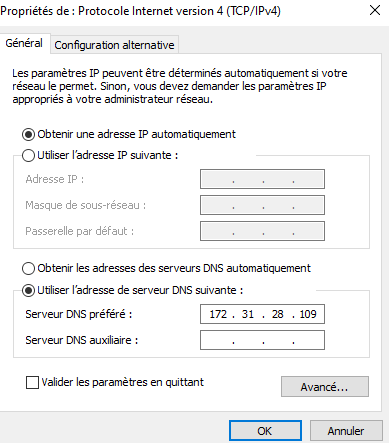 Propriétés de : Protocole Internet version 4 (TCP/IPv4)
Général Configuration alternative
Les paramètres IP peuvent être déterminés automatiquement si votre
réseau le permet. Sinon, vous devez demander les paramètres IP
appropriés à votre administrateur réseau.
Obtenir une adresse IP automatiquement
Utiliser l'adresse IP suivante :
Adresse IP : . . .
Masque de sous-réseau : . . .
Passerelle par défaut : . . .
Obtenir les adresses des serveurs DNS automatiquement
Utiliser l'adresse de serveur DNS suivante :
Serveur DNS préféré : 172 . 31 . 28 . 109
Serveur DNS auxiliaire : . . .
Valider les paramètres en quittant
Avancé...
OK Annuler